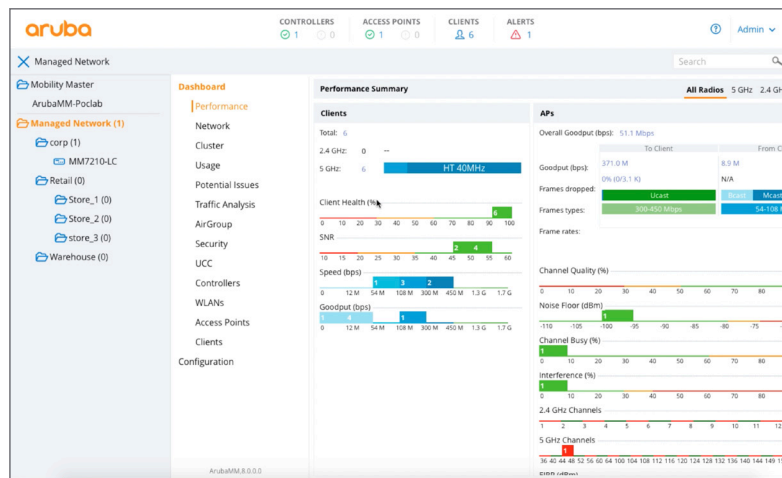 aruba
CONTROLLERS ACCESS POINTS CLIENTS ALERTS
1 0 1 0 6 1
Admin
Managed Network
Search
Mobility Master
ArubaMM-Poclab
Managed Network (1)
corp (1)
MM7210-LC
Retail (0)
Store_1 (0)
Store_2 (0)
store_3 (0)
Warehouse (0)
Dashboard
Performance
Network
Cluster
Usage
Potential Issues
Traffic Analysis
AirGroup
Security
UCC
Controllers
WLANs
Access Points
Clients
Configuration
ArubaMM,8.0.0.0
Performance Summary
All Radios 5 GHz 2.4 GH
Clients
Total: 6
2.4 GHz: 0 --
5 GHz: 6 HT 40MHz
Client Health (%)
6
0 10 20 30 40 50 60 70 80 90 100
SNR
2 4
10 15 20 25 30 35 40 45 50 55 60
Speed (bps)
1 3 2
0 12 M 54 M 108 M 300 M 450 M 1.3 G 1.7 G
Goodput (bps)
1 4 1
0 12 M 54 M 108 M 300 M 450 M 1.3 G 1.7 G
APs
Overall Goodput (bps): 51.1 Mbps
To Client From C
Goodput (bps): 371.0 M 8.9 M
Frames dropped: 0% (0/3.1 K) N/A
Frames types: Ucast Bcast Mcast
Frame rates: 300-450 Mbps 54-108 M
Channel Quality (%)
0 10 20 30 40 50 60 70 80
Noise Floor (dBm)
1
-110 -105 -100 -95 -90 -85 -80 -75
Channel Busy (%)
1
0 10 20 30 40 50 60 70 80
Interference (%)
1
0 10 20 30 40 50 60 70 80
2.4 GHz Channels
1 2 3 4 5 6 7 8 9 10 11 12
5 GHz Channels
1
36 40 44 48 52 56 60 64 100 104 108 112 116 120 124 128 132 136 140 144 149 15
EIRP (dBm)